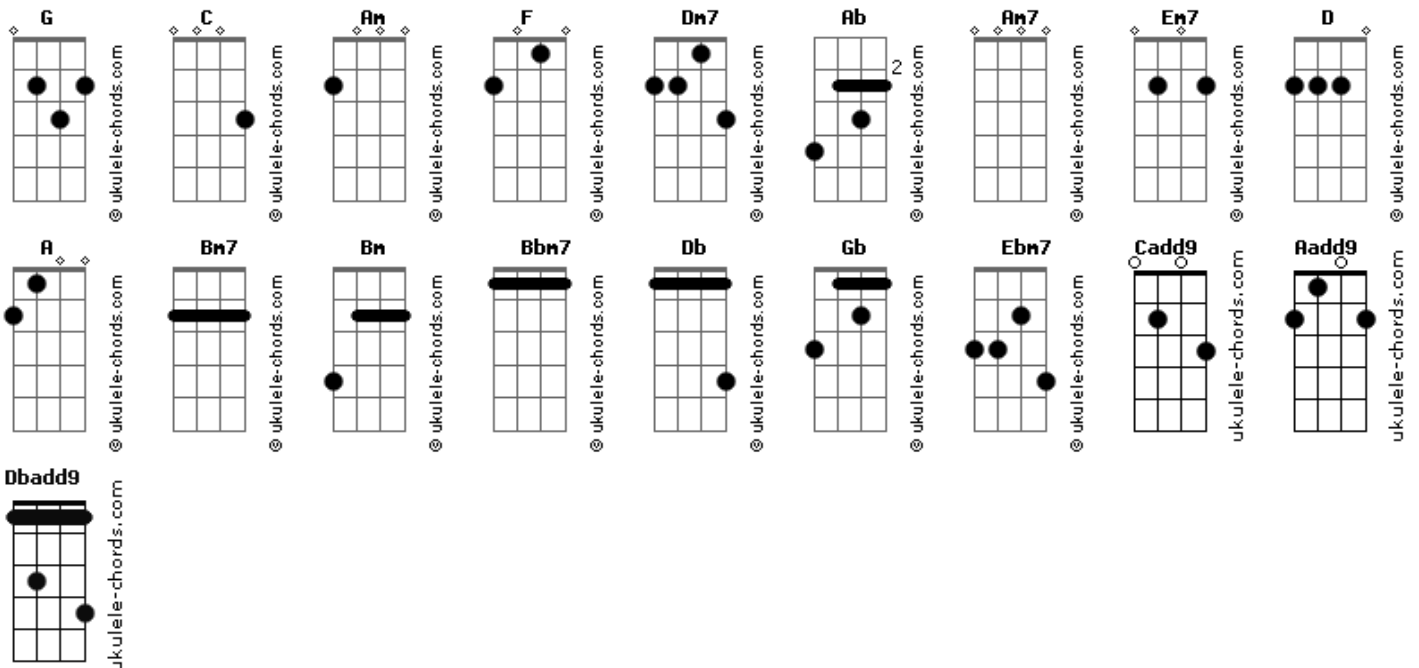 G C Am F Dm7 Ab Am7 Em7 D
2
© ukulele-chords.com © ukulele-chords.com © ukulele-chords.com © ukulele-chords.com © ukulele-chords.com © ukulele-chords.com © ukulele-chords.com © ukulele-chords.com © ukulele-chords.com
A Bm7 Bm Bbm7 Db Gb Ebm7 Cadd9 Aadd9
© ukulele-chords.com © ukulele-chords.com © ukulele-chords.com © ukulele-chords.com © ukulele-chords.com © ukulele-chords.com © ukulele-chords.com ukulele-chords.com ukulele-chords.com
Dbadd9
ukulele-chords.com